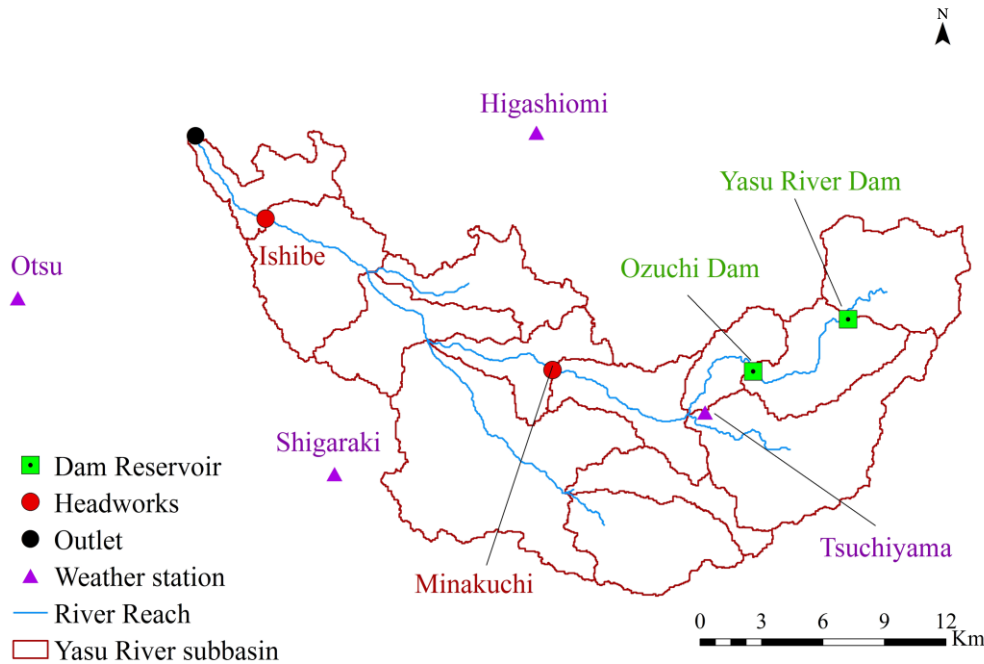 N
Higashiomi
Yasu River Dam
Ishibe
Otsu
Ozuchi Dam
Shigaraki
Dam Reservoir
Headworks
Outlet
Tsuchiyama
Weather station
Minakuchi
River Reach
0 3 6 9 12
Km
Yasu River subbasin